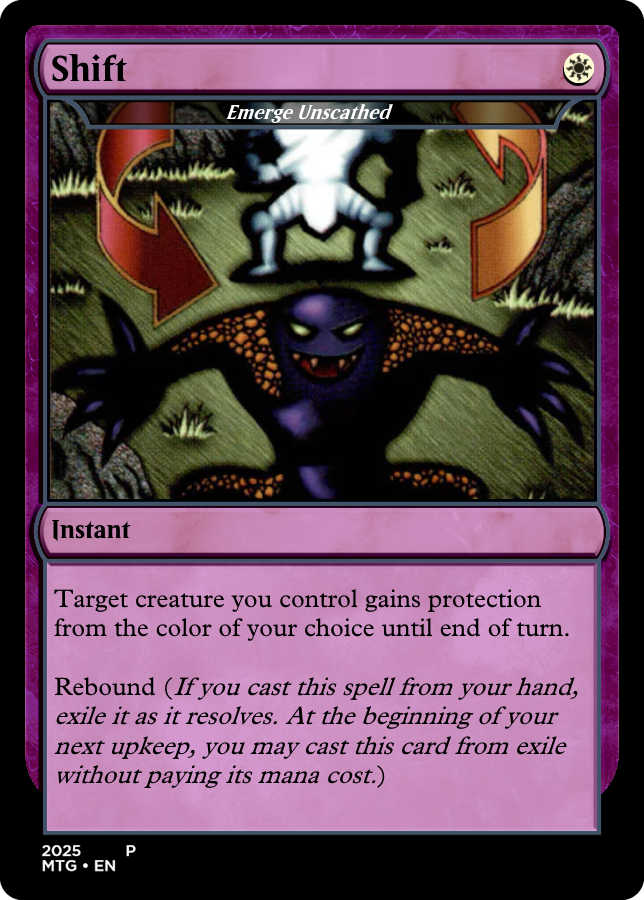 Shift
Emerge Unscathed
Instant
Target creature you control gains protection
from the color of your choice until end of turn.
Rebound (If you cast this spell from your hand,
exile it as it resolves. At the beginning of your
next upkeep, you may cast this card from exile
without paying its mana cost.)
2025 P
MTG • EN